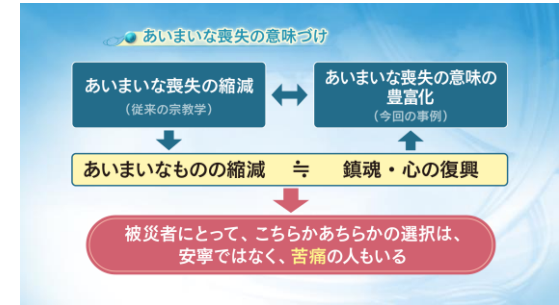 あいまいな喪失の意味づけ
あいまいな喪失の縮減
（従来の宗教学）
あいまいな喪失の意味の
豊富化
（今回の事例）
あいまいなものの縮減 ≒ 鎮魂・心の復興
被災者にとって、こちらかあちらかの選択は、
安寧ではなく、苦痛の人もいる